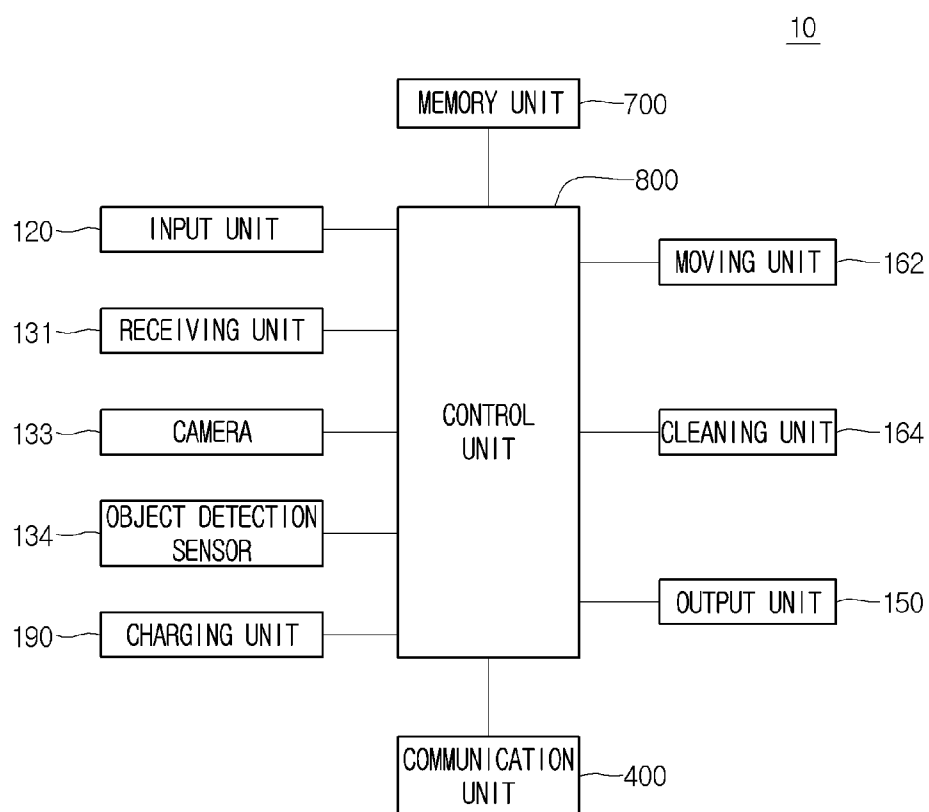 10
MEMORY UNIT
700
800
120
INPUT UNIT
MOVING UNIT
162
131
RECEIVING UNIT
133
CAMERA
CONTROL
UNIT
CLEANING UNIT
164
134
OBJECT DETECTION
SENSOR
190
CHARGING UNIT
OUTPUT UNIT
150
COMMUNICATION
UNIT
400